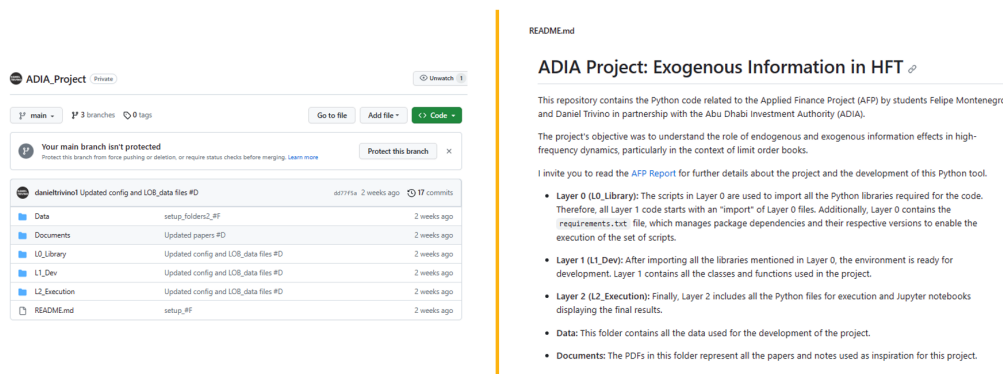 ADIA_Project Private
Unwatch 1
main 3 branches 0 tags
Go to file Add file Code
Your main branch isn't protected
Protect this branch from force pushing or deletion, or require status checks before merging. Learn more
Protect this branch
danieltrivino1 Updated config and LOB_data files #D dd77f5a 2 weeks ago 17 commits
Data setup_folders2_#F 2 weeks ago
Documents Updated papers #D 2 weeks ago
L0_Library Updated config and LOB_data files #D 2 weeks ago
L1_Dev Updated config and LOB_data files #D 2 weeks ago
L2_Execution Updated config and LOB_data files #D 2 weeks ago
README.md setup_#F 2 weeks ago
README.md
ADIA Project: Exogenous Information in HFT
This repository contains the Python code related to the Applied Finance Project (AFP) by students Felipe Montenegro
and Daniel Trivino in partnership with the Abu Dhabi Investment Authority (ADIA).
The project's objective was to understand the role of endogenous and exogenous information effects in high-
frequency dynamics, particularly in the context of limit order books.
I invite you to read the AFP Report for further details about the project and the development of this Python tool.
• Layer 0 (L0_Library): The scripts in Layer 0 are used to import all the Python libraries required for the code.
Therefore, all Layer 1 code starts with an "import" of Layer 0 files. Additionally, Layer 0 contains the
requirements.txt file, which manages package dependencies and their respective versions to enable the
execution of the set of scripts.
• Layer 1 (L1_Dev): After importing all the libraries mentioned in Layer 0, the environment is ready for
development. Layer 1 contains all the classes and functions used in the project.
• Layer 2 (L2_Execution): Finally, Layer 2 includes all the Python files for execution and Jupyter notebooks
displaying the final results.
• Data: This folder contains all the data used for the development of the project.
• Documents: The PDFs in this folder represent all the papers and notes used as inspiration for this project.